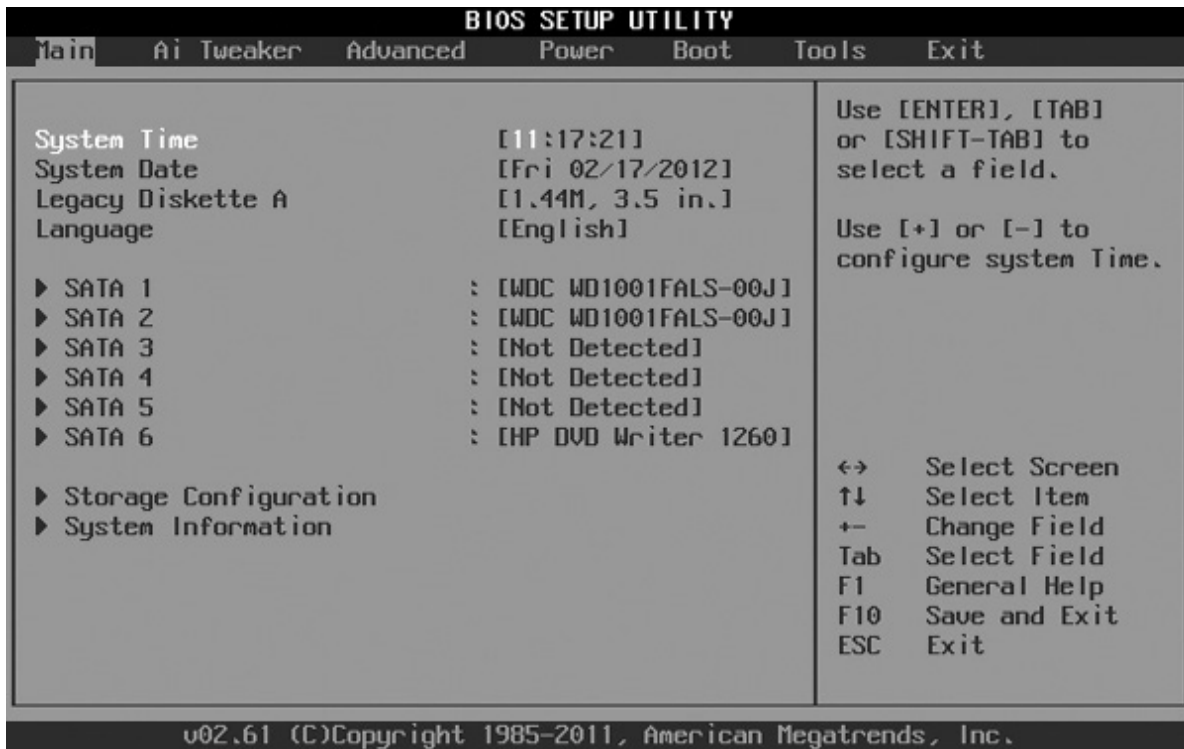 BIOS SETUP UTILITY
Main Ai Tweaker Advanced Power Boot Tools Exit
System Time [11:17:21]
System Date [Fri 02/17/2012]
Legacy Diskette A [1.44M, 3.5 in.]
Language [English]
▶ SATA 1 : [WDC WD1001FALS-00J]
▶ SATA 2 : [WDC WD1001FALS-00J]
▶ SATA 3 : [Not Detected]
▶ SATA 4 : [Not Detected]
▶ SATA 5 : [Not Detected]
▶ SATA 6 : [HP DVD Writer 1260]
▶ Storage Configuration
▶ System Information
Use [ENTER], [TAB]
or [SHIFT-TAB] to
select a field.
Use [+] or [-] to
configure system Time.
←→ Select Screen
↑↓ Select Item
+- Change Field
Tab Select Field
F1 General Help
F10 Save and Exit
ESC Exit
v02.61 (C)Copyright 1985-2011, American Megatrends, Inc.